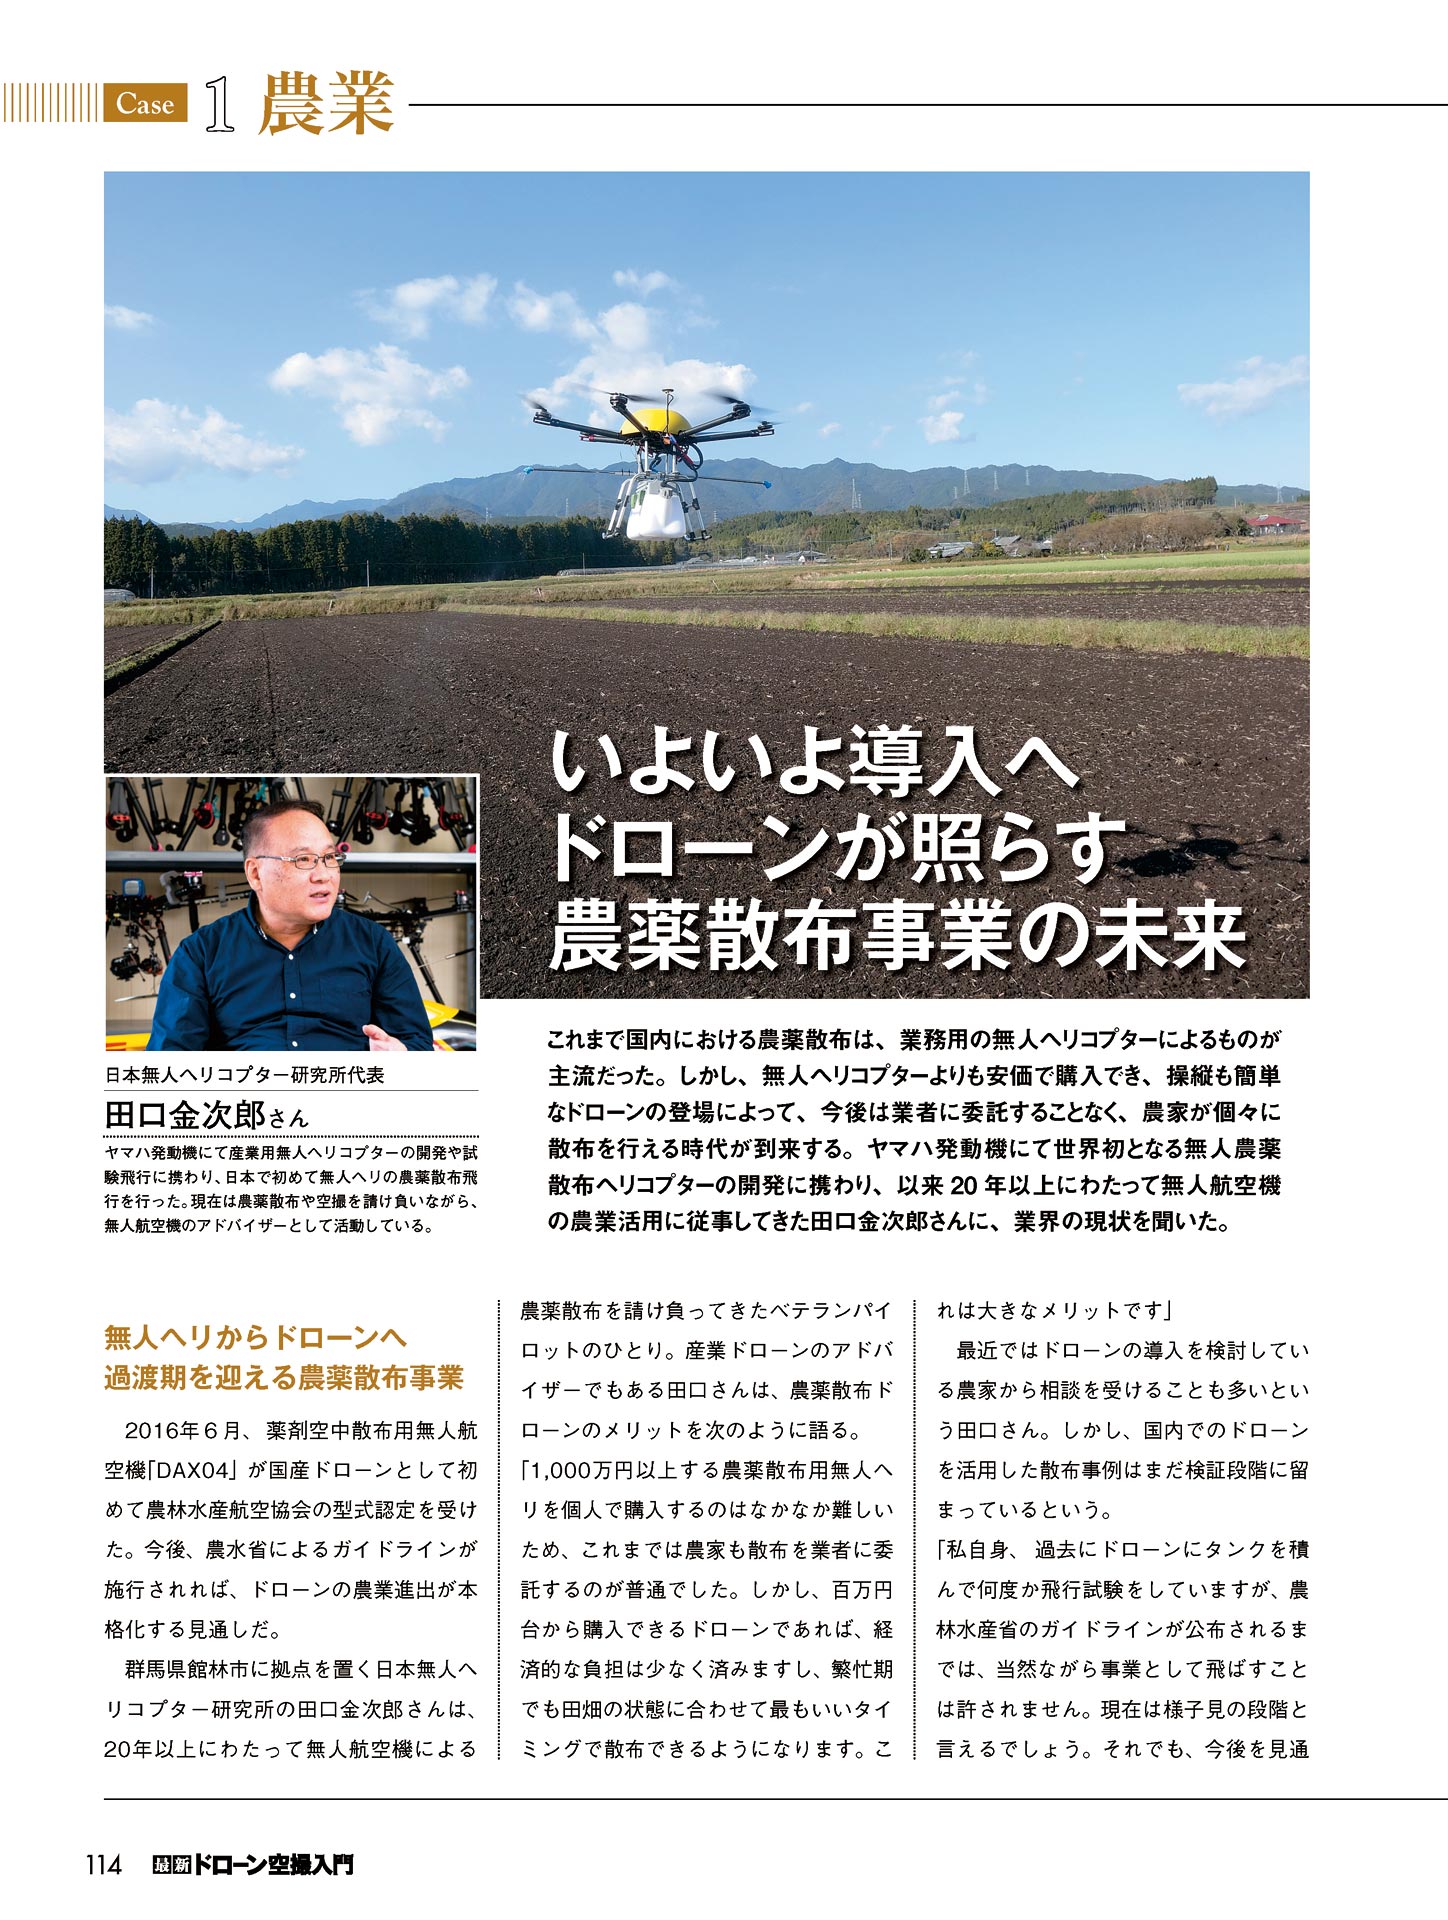 Case 1 農業
いよいよ導入へ
ドローンが照らす
農薬散布事業の未来
日本無人ヘリコプター研究所代表
田口金次郎さん
ヤマハ発動機にて産業用無人ヘリコプターの開発や試
験飛行に携わり、日本で初めて無人ヘリの農薬散布飛
行を行った。現在は農薬散布や空撮を請け負いながら、
無人航空機のアドバイザーとして活動している。
これまで国内における農薬散布は、業務用の無人ヘリコプターによるものが
主流だった。しかし、無人ヘリコプターよりも安価で購入でき、操縦も簡単
なドローンの登場によって、今後は業者に委託することなく、農家が個々に
散布を行える時代が到来する。ヤマハ発動機にて世界初となる無人農薬
散布ヘリコプターの開発に携わり、以来 20 年以上にわたって無人航空機
の農業活用に従事してきた田口金次郎さんに、業界の現状を聞いた。
無人ヘリからドローンへ
過渡期を迎える農薬散布事業
2016年6月、薬剤空中散布用無人航
空機「DAX04」が国産ドローンとして初
めて農林水産航空協会の型式認定を受け
た。今後、農水省によるガイドラインが
施行されれば、ドローンの農業進出が本
格化する見通しだ。
群馬県館林市に拠点を置く日本無人ヘ
リコプター研究所の田口金次郎さんは、
20年以上にわたって無人航空機による
農薬散布を請け負ってきたベテランパイ
ロットのひとり。産業ドローンのアドバ
イザーでもある田口さんは、農薬散布ド
ローンのメリットを次のように語る。
「1,000万円以上する農薬散布用無人ヘ
リを個人で購入するのはなかなか難しい
ため、これまでは農家も散布を業者に委
託するのが普通でした。しかし、百万円
台から購入できるドローンであれば、経
済的な負担は少なく済みますし、繁忙期
でも田畑の状態に合わせて最もいいタイ
ミングで散布できるようになります。こ
れは大きなメリットです」
最近ではドローンの導入を検討してい
る農家から相談を受けることも多いとい
う田口さん。しかし、国内でのドローン
を活用した散布事例はまだ検証段階に留
まっているという。
「私自身、過去にドローンにタンクを積
んで何度か飛行試験をしていますが、農
林水産省のガイドラインが公布されるま
では、当然ながら事業として飛ばすこと
は許されません。現在は様子見の段階と
言えるでしょう。それでも、今後を見通
114 最新ドローン空撮入門